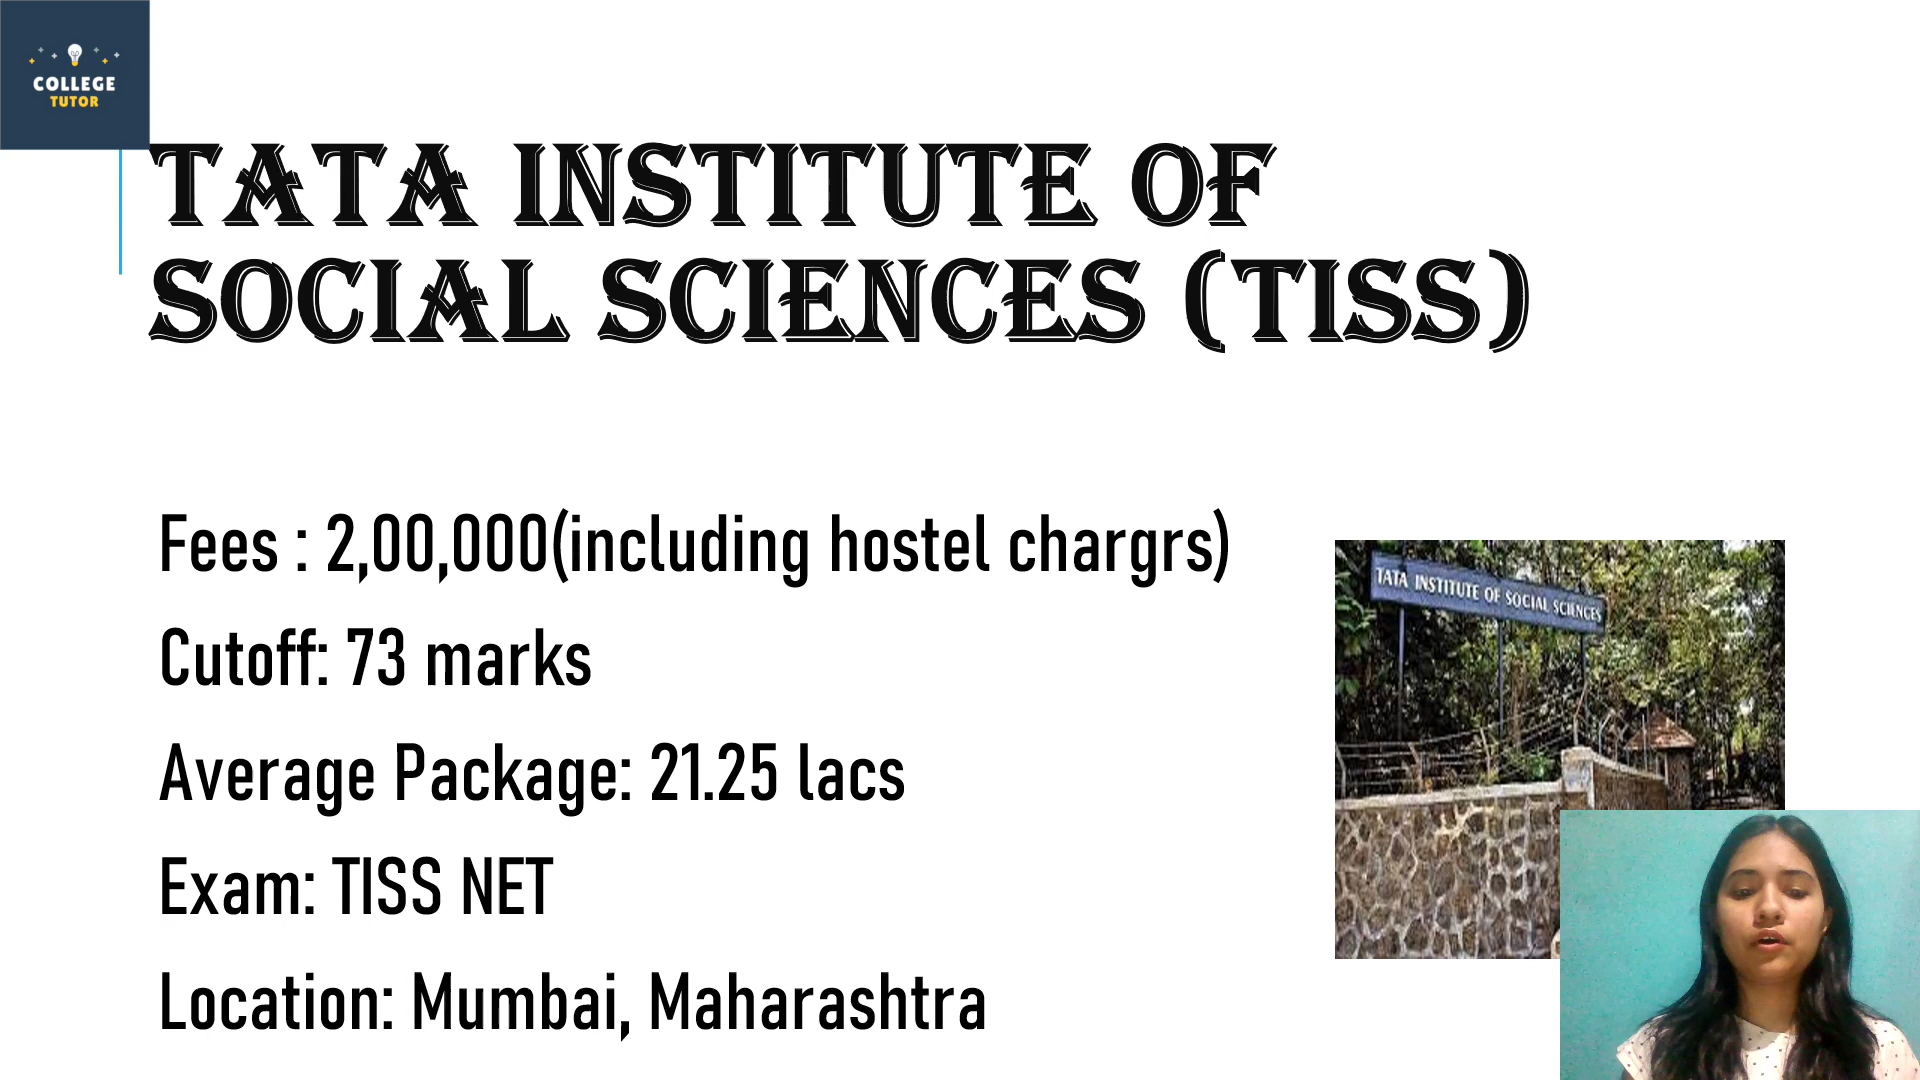 COLLEGE
TUTOR
TATA INSTITUTE OF
SOCIAL SCIENCES (TISS)
Fees : 2,00,000(including hostel chargrs)
Cutoff: 73 marks
Average Package: 21.25 lacs
Exam: TISS NET
Location: Mumbai, Maharashtra
TATA INSTITUTE OF SOCIAL SCIENCES